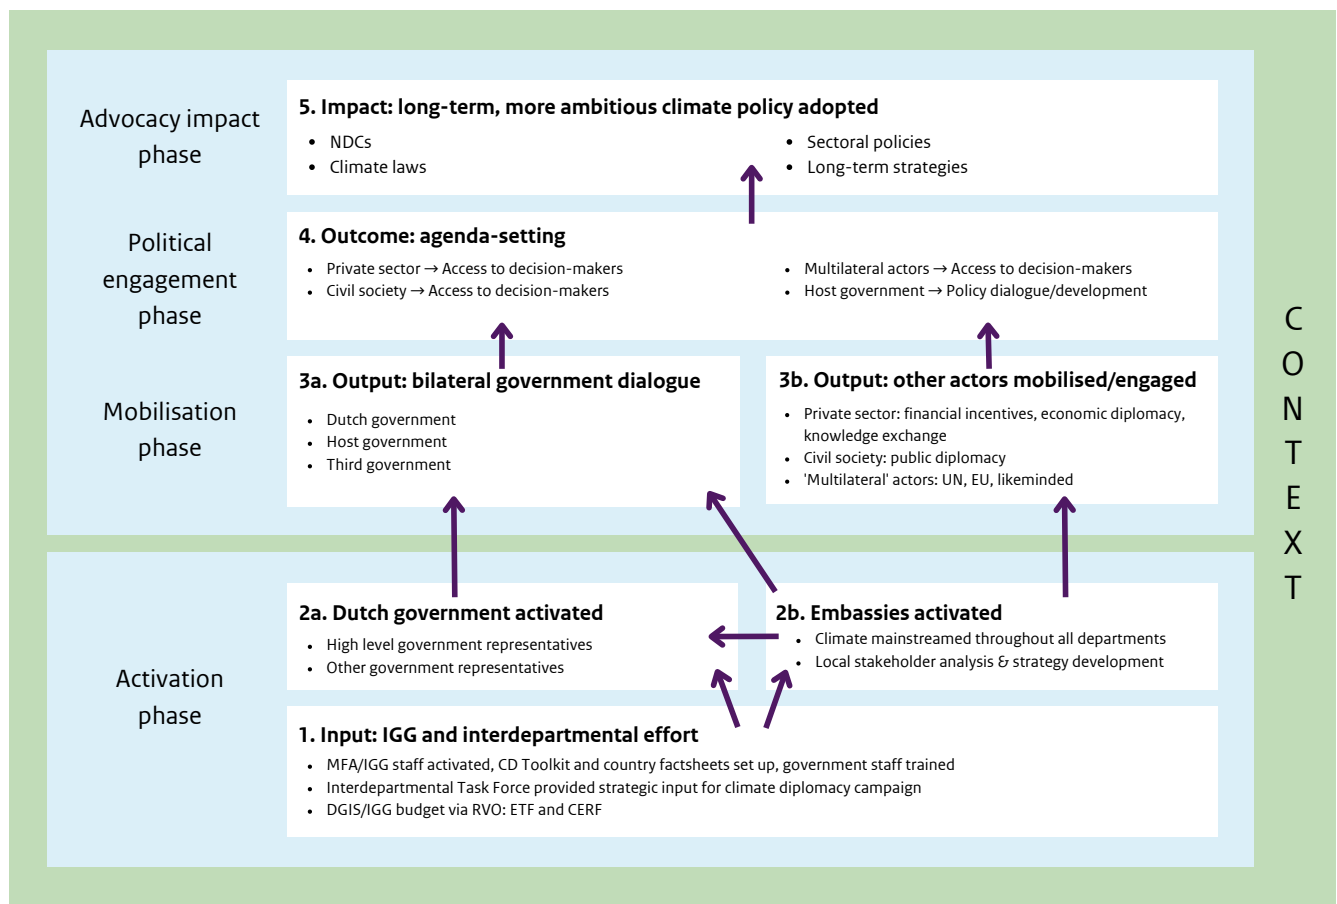 Advocacy impact
phase
5. Impact: long-term, more ambitious climate policy adopted
• NDCs
• Climate laws
• Sectoral policies
• Long-term strategies
Political
engagement
phase
4. Outcome: agenda-setting
• Private sector → Access to decision-makers
• Civil society → Access to decision-makers
• Multilateral actors → Access to decision-makers
• Host government → Policy dialogue/development
Mobilisation
phase
3a. Output: bilateral government dialogue
• Dutch government
• Host government
• Third government
3b. Output: other actors mobilised/engaged
• Private sector: financial incentives, economic diplomacy,
knowledge exchange
• Civil society: public diplomacy
• 'Multilateral' actors: UN, EU, likeminded
Activation
phase
2a. Dutch government activated
• High level government representatives
• Other government representatives
2b. Embassies activated
• Climate mainstreamed throughout all departments
• Local stakeholder analysis & strategy development
1. Input: IGG and interdepartmental effort
• MFA/IGG staff activated, CD Toolkit and country factsheets set up, government staff trained
• Interdepartmental Task Force provided strategic input for climate diplomacy campaign
• DGIS/IGG budget via RVO: ETF and CERF
C
O
N
T
E
X
T